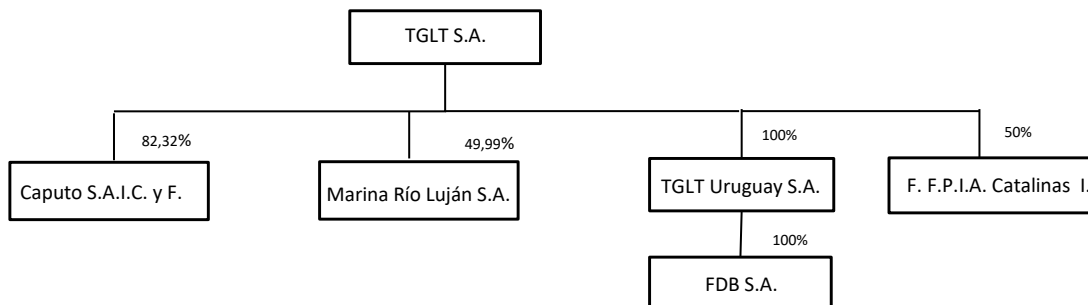 TGLT S.A.
82,32%
49,99%
100%
50%
Caputo S.A.I.C. y F.
Marina Río Luján S.A.
TGLT Uruguay S.A.
F. F.P.I.A. Catalinas I.
100%
FDB S.A.